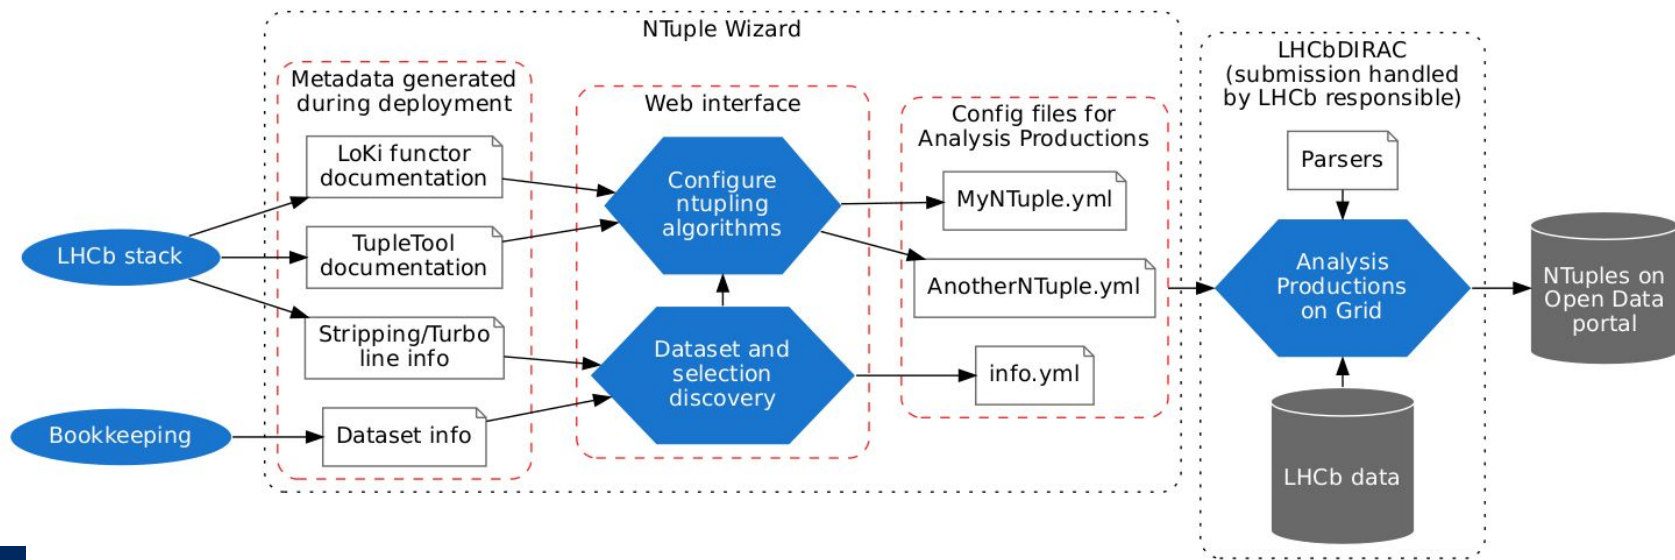 NTuple Wizard
Metadata generated
during deployment
LoKi functor
documentation
TupleTool
documentation
Stripping/Turbo
line info
Dataset info
LHCb stack
Bookkeeping
Web interface
Configure
ntupling
algorithms
Dataset and
selection
discovery
Config files for
Analysis Productions
MyNTuple.yml
AnotherNTuple.yml
info.yml
LHCbDIRAC
(submission handled
by LHCb responsible)
Parsers
Analysis
Productions
on Grid
LHCb data
NTuples on
Open Data
portal